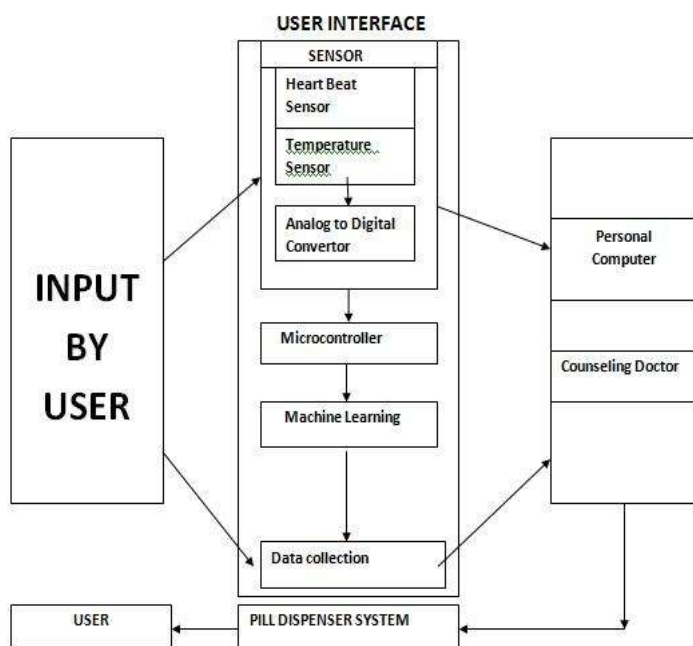 USER INTERFACE
SENSOR
Heart Beat
Sensor
Temperature
Sensor
Analog to Digital
Convertor
Microcontroller
Machine Learning
Data collection
INPUT
BY
USER
Personal
Computer
Counseling Doctor
USER
PILL DISPENSER SYSTEM